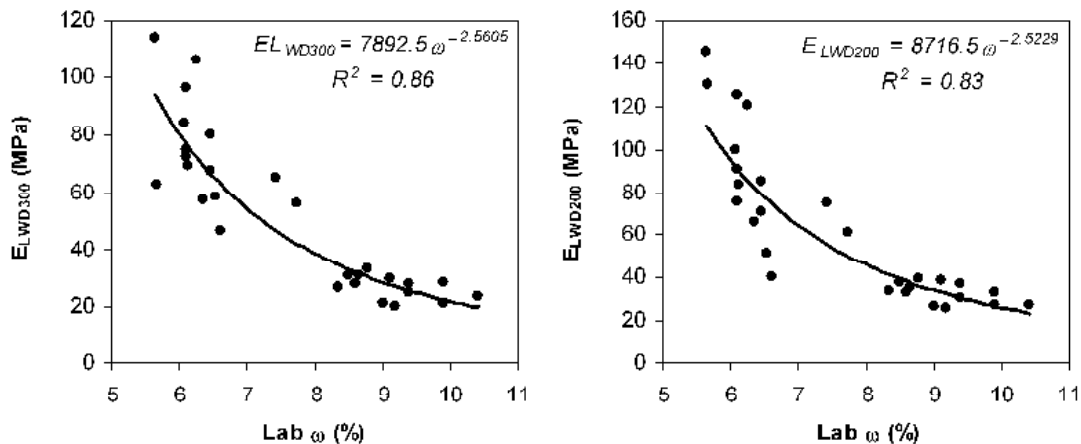 120
100
80
60
40
20
0
5 6 7 8 9 10 11
E_LWD300 (MPa)
Lab ω (%)
EL_WD300 = 7892.5 ω^−2.5605
R² = 0.86
160
140
120
100
80
60
40
20
0
5 6 7 8 9 10 11
E_LWD200 (MPa)
Lab ω (%)
E_LWD200 = 8716.5 ω^−2.5229
R² = 0.83